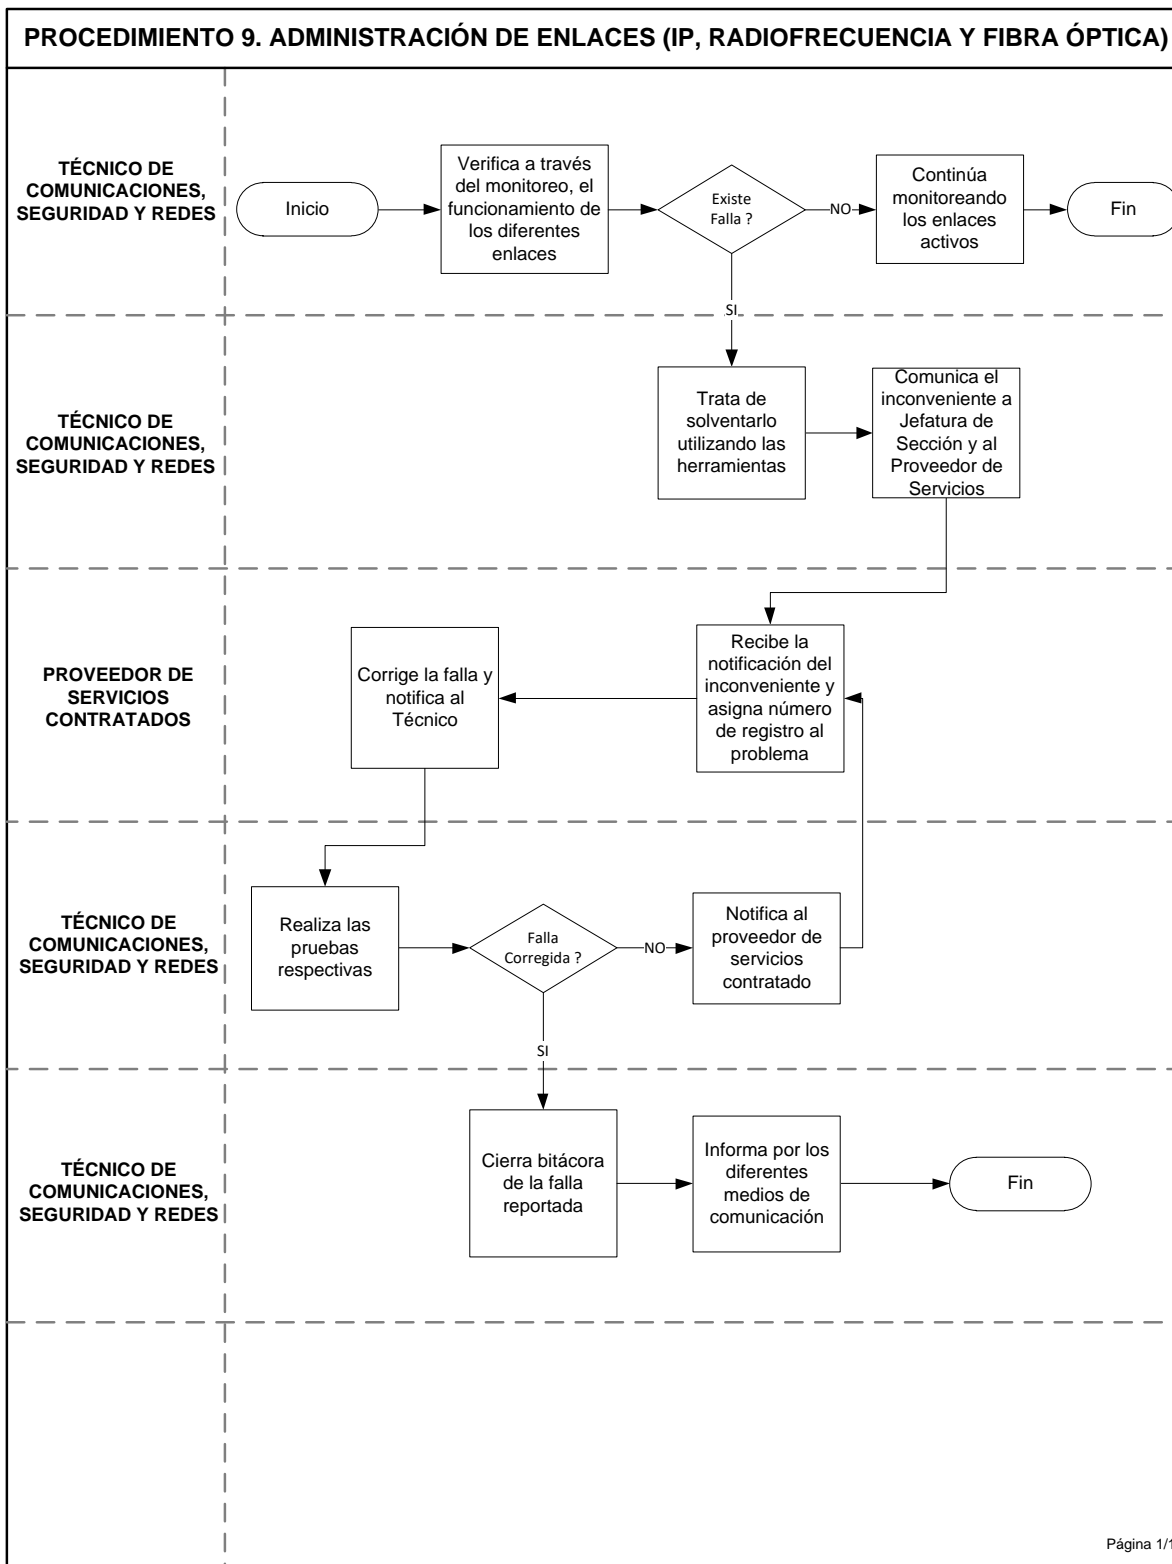 PROCEDIMIENTO 9. ADMINISTRACIÓN DE ENLACES (IP, RADIOFRECUENCIA Y FIBRA ÓPTICA)
TÉCNICO DE
COMUNICACIONES,
SEGURIDAD Y REDES
Inicio
Verifica a través
del monitoreo, el
funcionamiento de
los diferentes
enlaces
Existe
Falla ?
NO
Continúa
monitoreando
los enlaces
activos
Fin
SI
TÉCNICO DE
COMUNICACIONES,
SEGURIDAD Y REDES
Trata de
solventarlo
utilizando las
herramientas
Comunica el
inconveniente a
Jefatura de
Sección y al
Proveedor de
Servicios
PROVEEDOR DE
SERVICIOS
CONTRATADOS
Corrige la falla y
notifica al
Técnico
Recibe la
notificación del
inconveniente y
asigna número
de registro al
problema
TÉCNICO DE
COMUNICACIONES,
SEGURIDAD Y REDES
Realiza las
pruebas
respectivas
Falla
Corregida ?
NO
Notifica al
proveedor de
servicios
contratado
SI
TÉCNICO DE
COMUNICACIONES,
SEGURIDAD Y REDES
Cierra bitácora
de la falla
reportada
Informa por los
diferentes
medios de
comunicación
Fin
Página 1/1